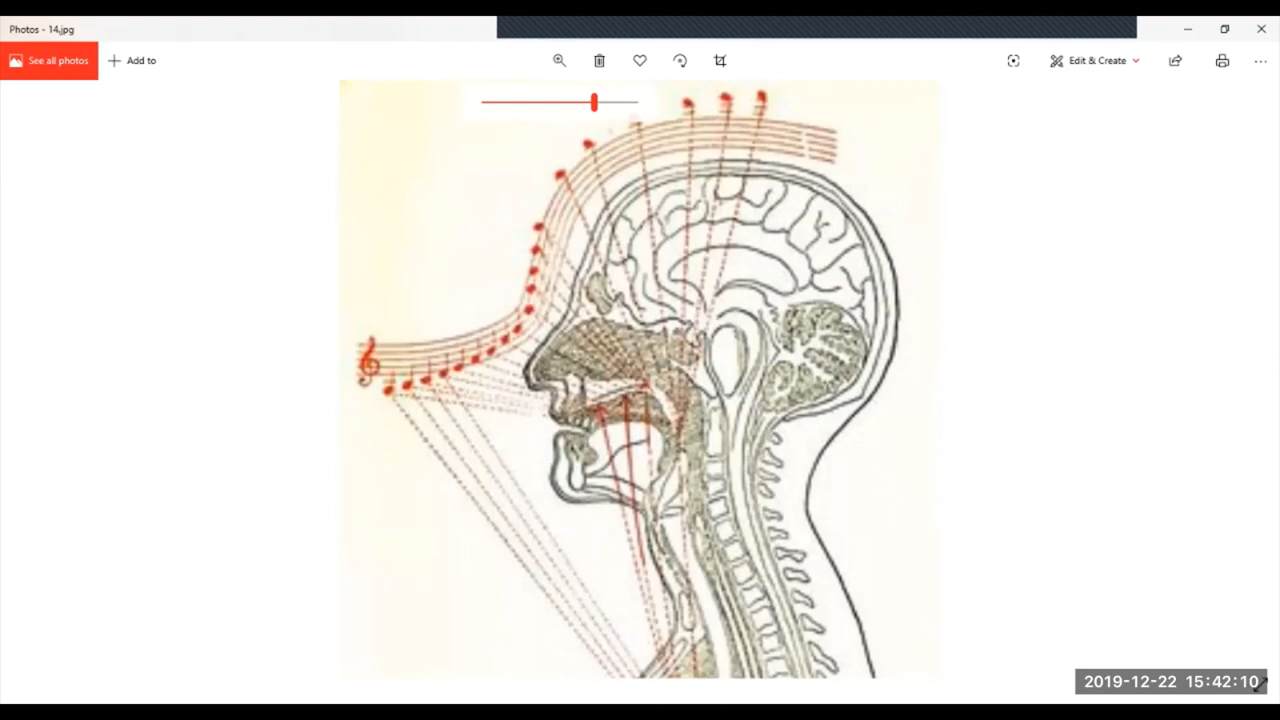 Photos - 14.jpg
See all photos
Add to
Edit & Create
2019-12-22 15:42:10